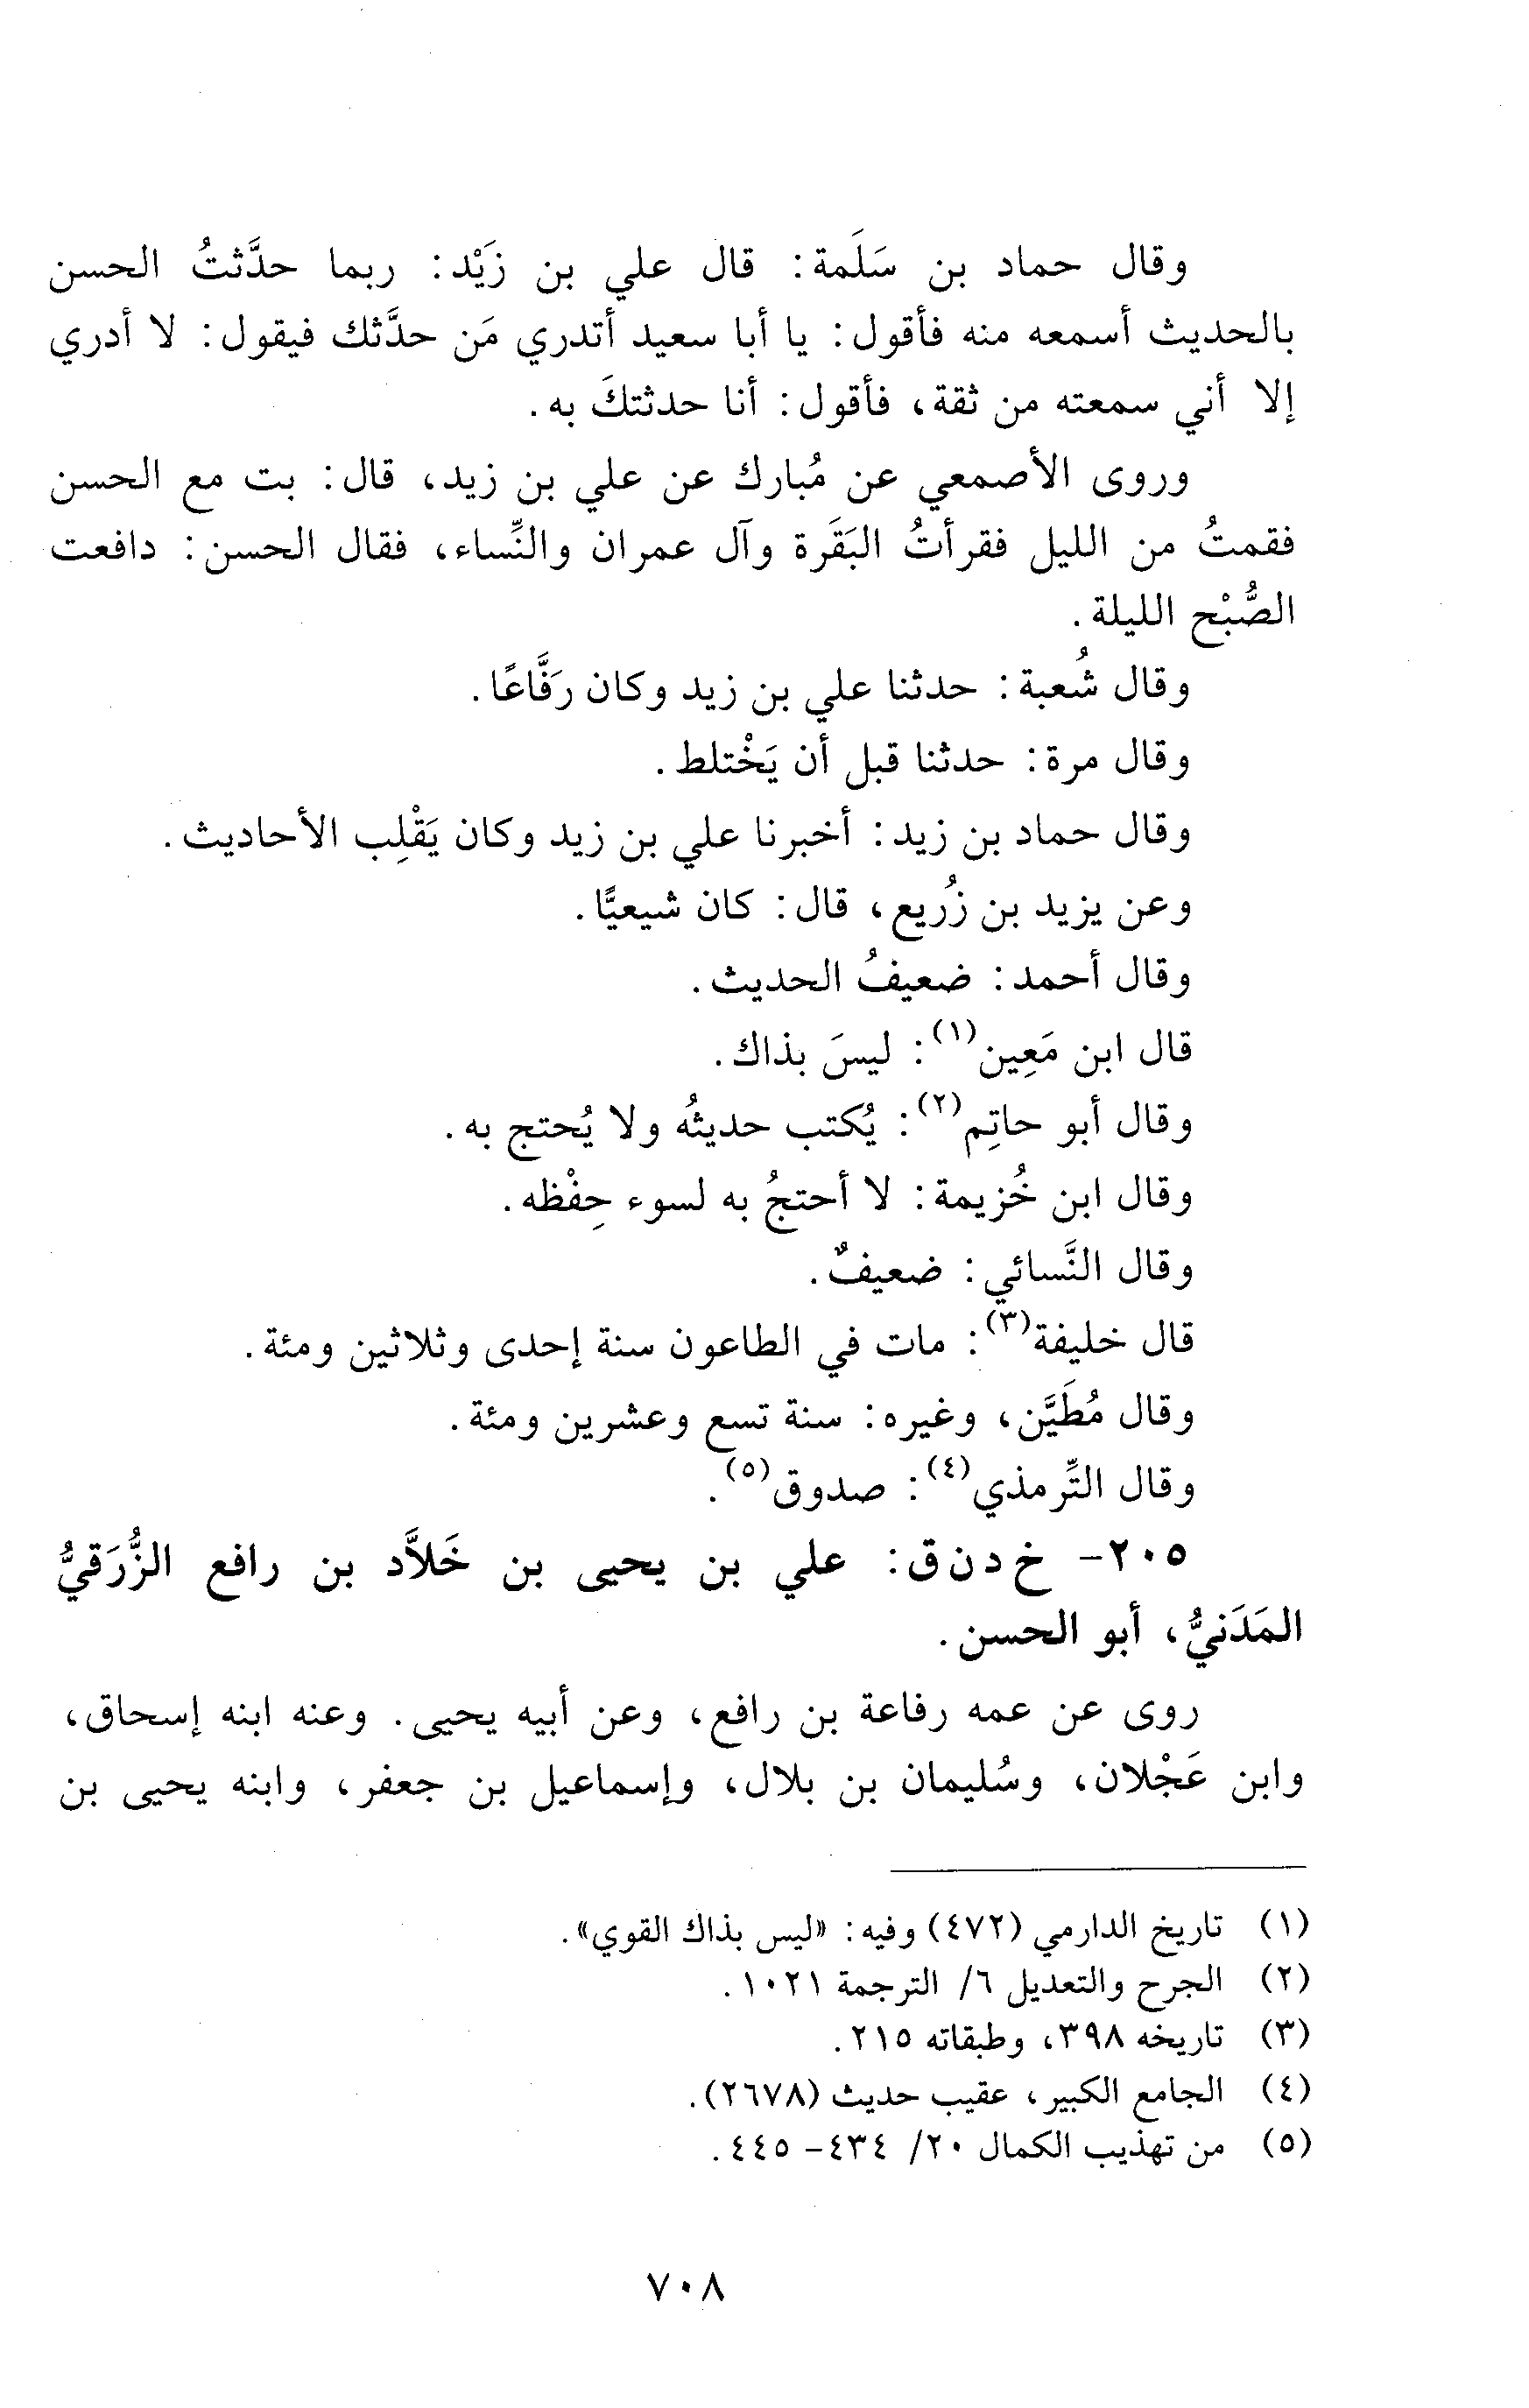 وقال حماد بن سَلَمة: قال علي بن زَيْد: ربما حدَّثتُ الحسن
بالحديث أسمعه منه فأقول: يا أبا سعيد أتدري مَن حدَّثك فيقول: لا أدري
إلا أني سمعته من ثقة، فأقول: أنا حدثتكَ به.
وروى الأصمعي عن مُبارك عن علي بن زيد، قال: بت مع الحسن
فقمتُ من الليل فقرأتُ البَقَرة وآل عمران والنِّساء، فقال الحسن: دافعت
الصُّبْح الليلة.
وقال شُعبة: حدثنا علي بن زيد وكان رَفَّاعًا.
وقال مرة: حدثنا قبل أن يَخْتلط.
وقال حماد بن زيد: أخبرنا علي بن زيد وكان يَقْلِب الأحاديث.
وعن يزيد بن زُريع، قال: كان شيعيًّا.
وقال أحمد: ضعيفُ الحديث.
قال ابن مَعِين(١): ليسَ بذاك.
وقال أبو حاتِم(٢): يُكتب حديثُه ولا يُحتج به.
وقال ابن خُزيمة: لا أحتجُ به لسوء حِفْظه.
وقال النَّسائي: ضعيفٌ.
قال خليفة(٣): مات في الطاعون سنة إحدى وثلاثين ومئة.
وقال مُطَيَّن، وغيره: سنة تسع وعشرين ومئة.
وقال التِّرمذي(٤): صدوق(٥).
٢٠٥- خ د ن ق: علي بن يحيى بن خَلاَّد بن رافع الزُّرَقيُّ
المَدَنيُّ، أبو الحسن.
روى عن عمه رفاعة بن رافع، وعن أبيه يحيى. وعنه ابنه إسحاق،
وابن عَجْلان، وسُليمان بن بلال، وإسماعيل بن جعفر، وابنه يحيى بن
(١) تاريخ الدارمي (٤٧٢) وفيه: «ليس بذاك القوي».
(٢) الجرح والتعديل ٦/ الترجمة ١٠٢١.
(٣) تاريخه ٣٩٨، وطبقاته ٢١٥.
(٤) الجامع الكبير، عقيب حديث (٢٦٧٨).
(٥) من تهذيب الكمال ٢٠/ ٤٣٤- ٤٤٥.
٧٠٨